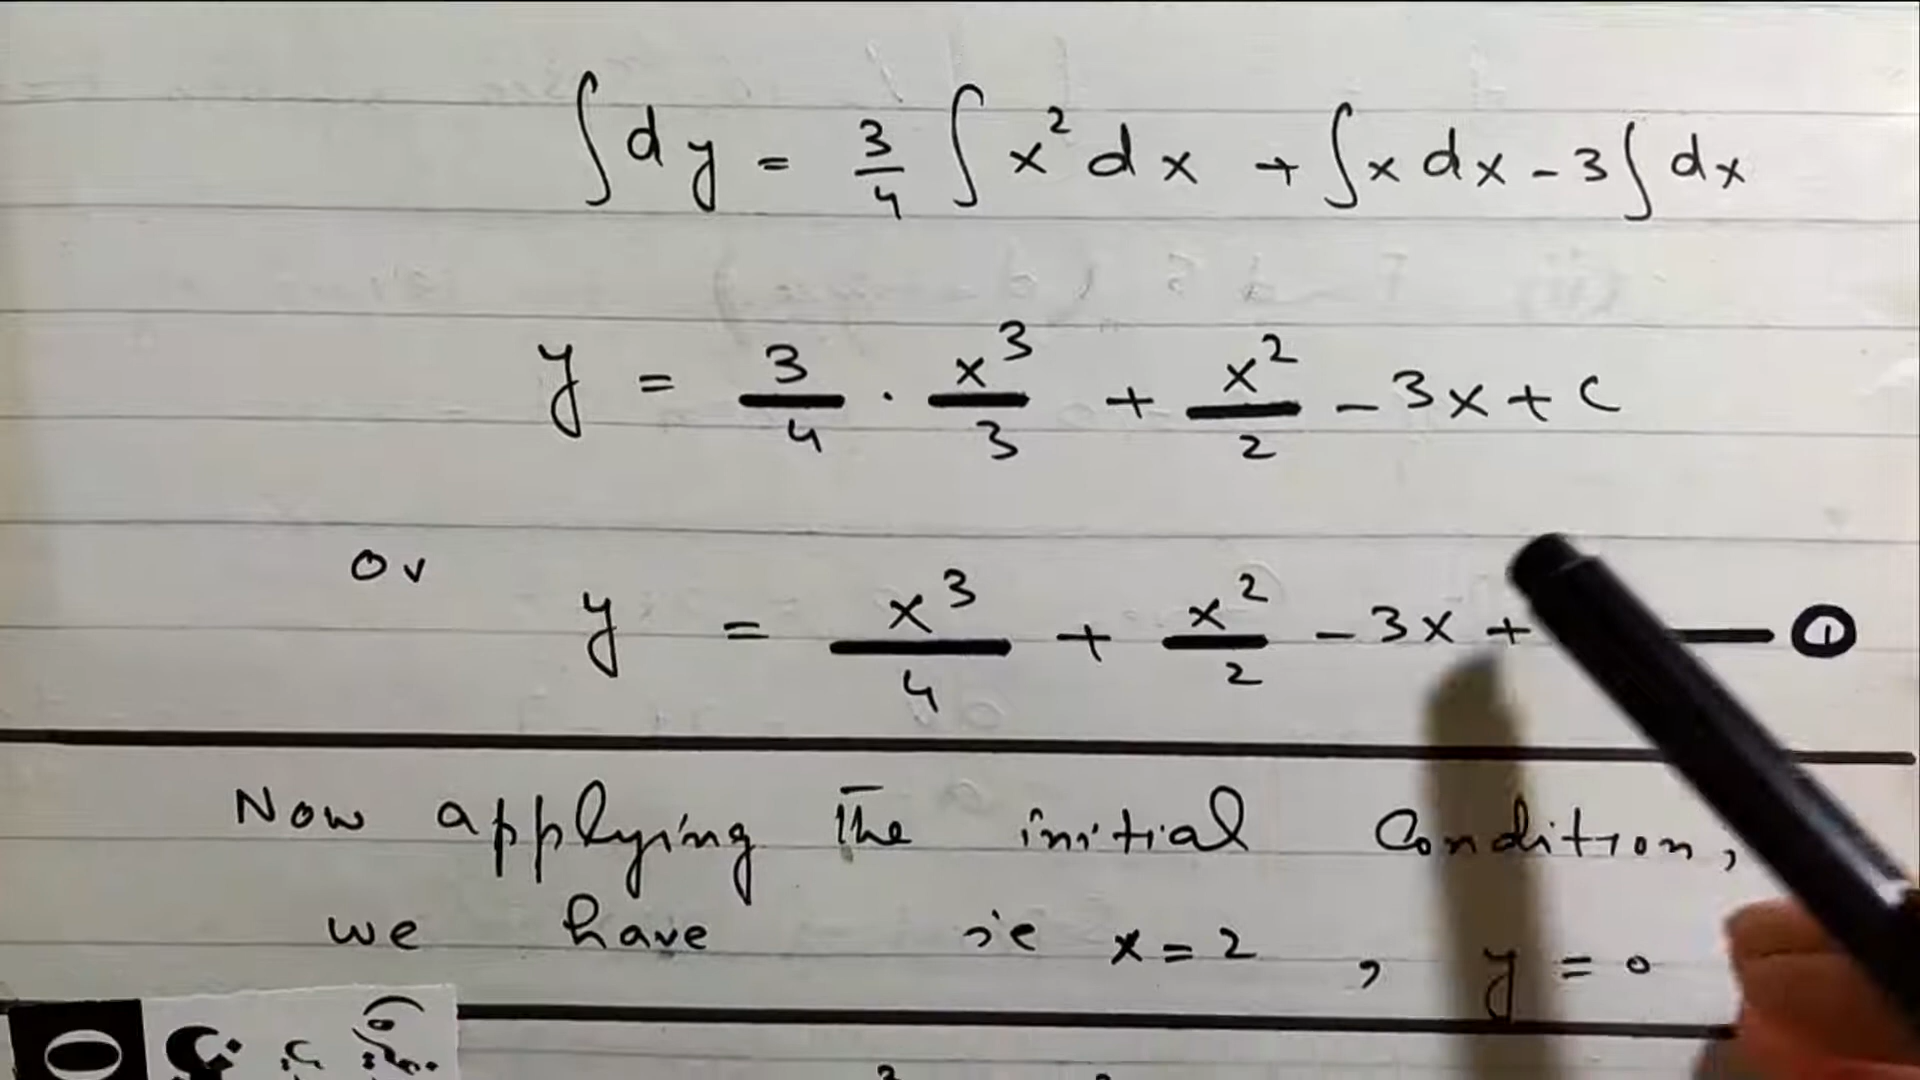 ∫dy = 3/4 ∫x² dx + ∫x dx - 3∫dx
y = 3/4 · x³/3 + x²/2 - 3x + c
Or y = x³/4 + x²/2 - 3x + — ①
Now applying The initial Condition,
we have ie x = 2 , y = 0